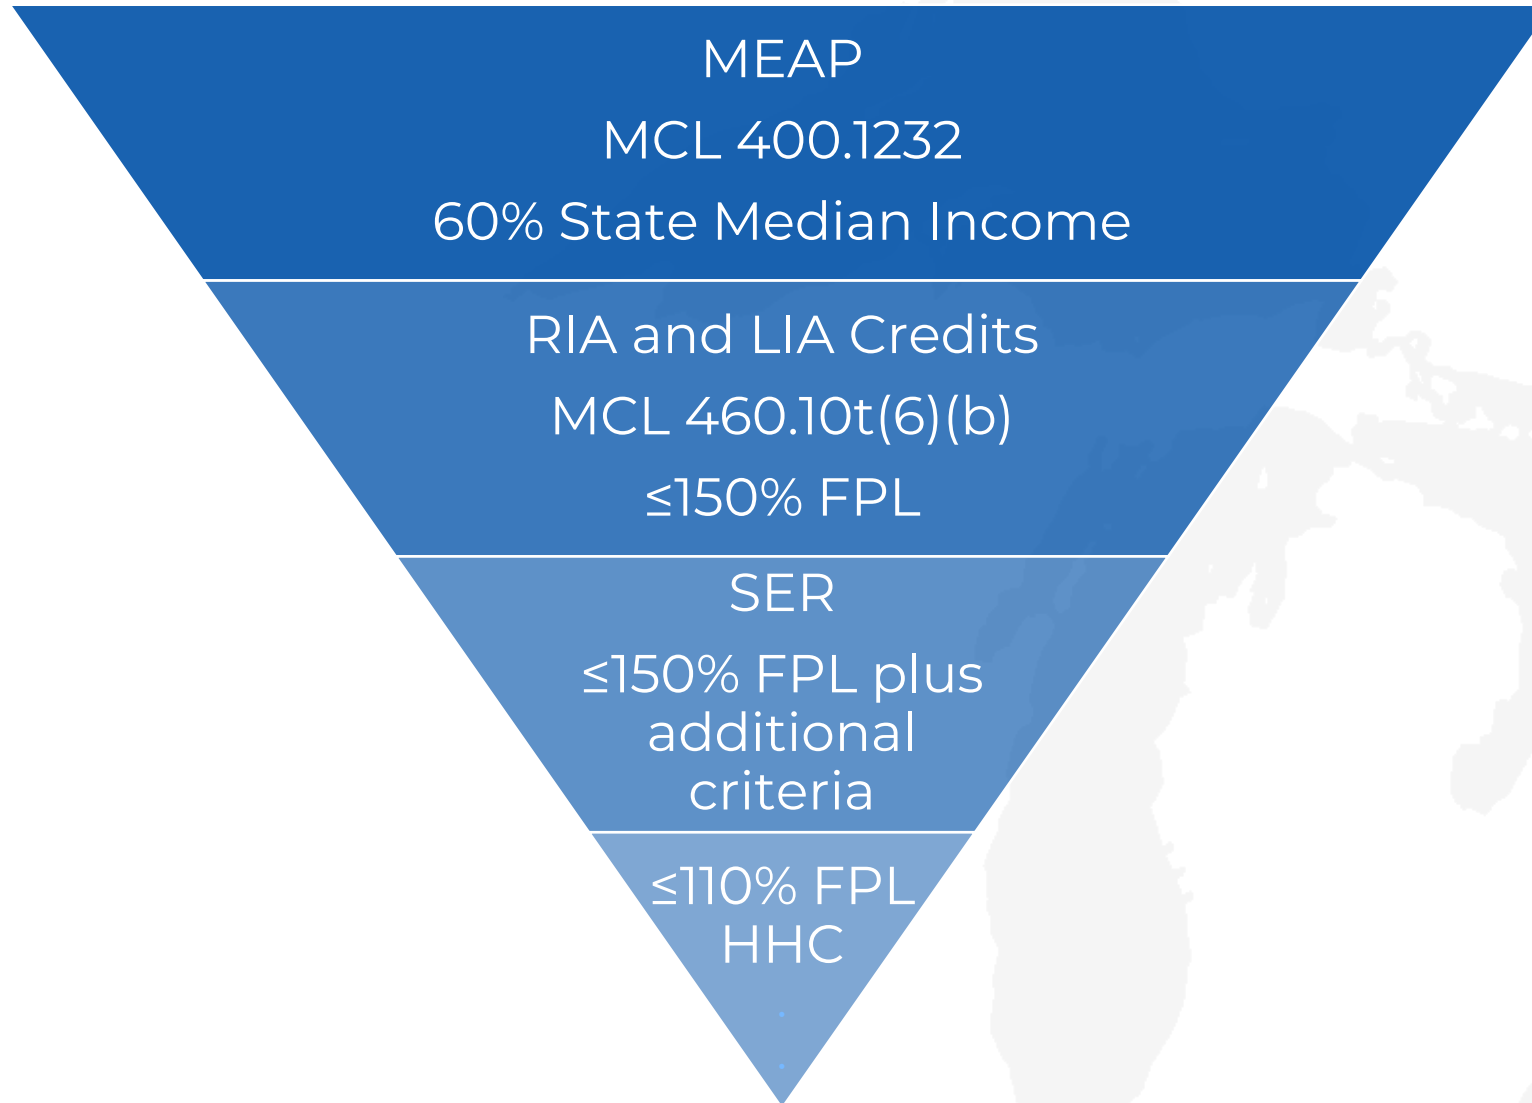 MEAP
MCL 400.1232
60% State Median Income
RIA and LIA Credits
MCL 460.10t(6)(b)
≤150% FPL
SER
≤150% FPL plus
additional
criteria
≤110% FPL
HHC